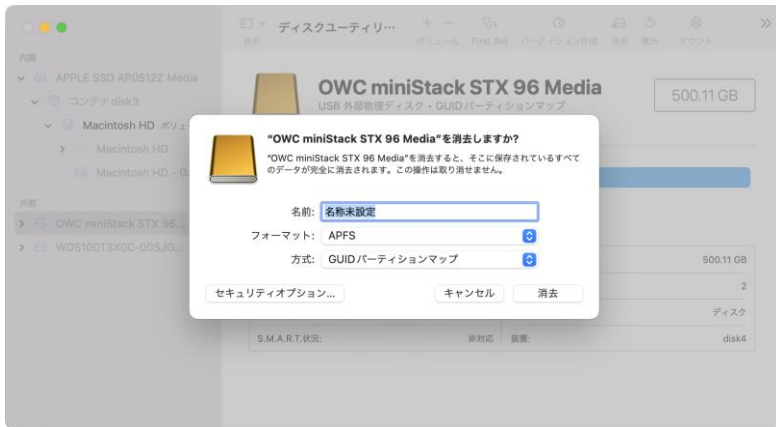 ディスクユーティリ…
表示
ボリューム
First Aid
パーティション作成
消去
復元
マウント
内蔵
APPLE SSD AP0512Z Media
コンテナ disk3
Macintosh HD
Macintosh HD
Macintosh HD - D
外部
OWC miniStack STX 96...
WDS100T3X0C-00SJG...
OWC miniStack STX 96 Media
USB 外部物理ディスク・GUIDパーティションマップ
500.11 GB
“OWC miniStack STX 96 Media”を消去しますか?
“OWC miniStack STX 96 Media”を消去すると、そこに保存されているすべて
のデータが完全に消去されます。この操作は取り消せません。
名前: 名称未設定
フォーマット: APFS
方式: GUIDパーティションマップ
セキュリティオプション...
キャンセル
消去
500.11 GB
2
ディスク
S.M.A.R.T.状況:
非対応
装置:
disk4